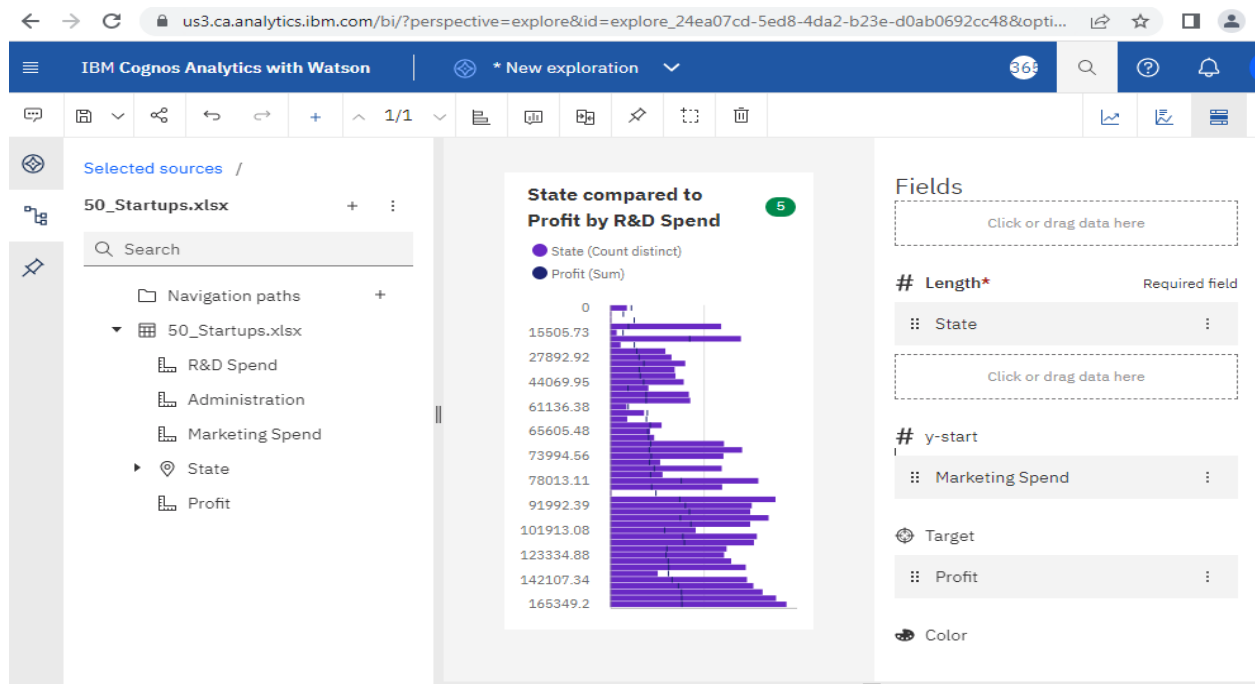 us3.ca.analytics.ibm.com/bi/?perspective=explore&id=explore_24ea07cd-5ed8-4da2-b23e-d0ab0692cc48&opti...
IBM Cognos Analytics with Watson
* New exploration
1/1
Selected sources /
50_Startups.xlsx
Search
Navigation paths
50_Startups.xlsx
R&D Spend
Administration
Marketing Spend
State
Profit
State compared to
Profit by R&D Spend
5
State (Count distinct)
Profit (Sum)
0
15505.73
27892.92
44069.95
61136.38
65605.48
73994.56
78013.11
91992.39
101913.08
123334.88
142107.34
165349.2
Fields
Click or drag data here
# Length*
Required field
State
Click or drag data here
# y-start
Marketing Spend
Target
Profit
Color